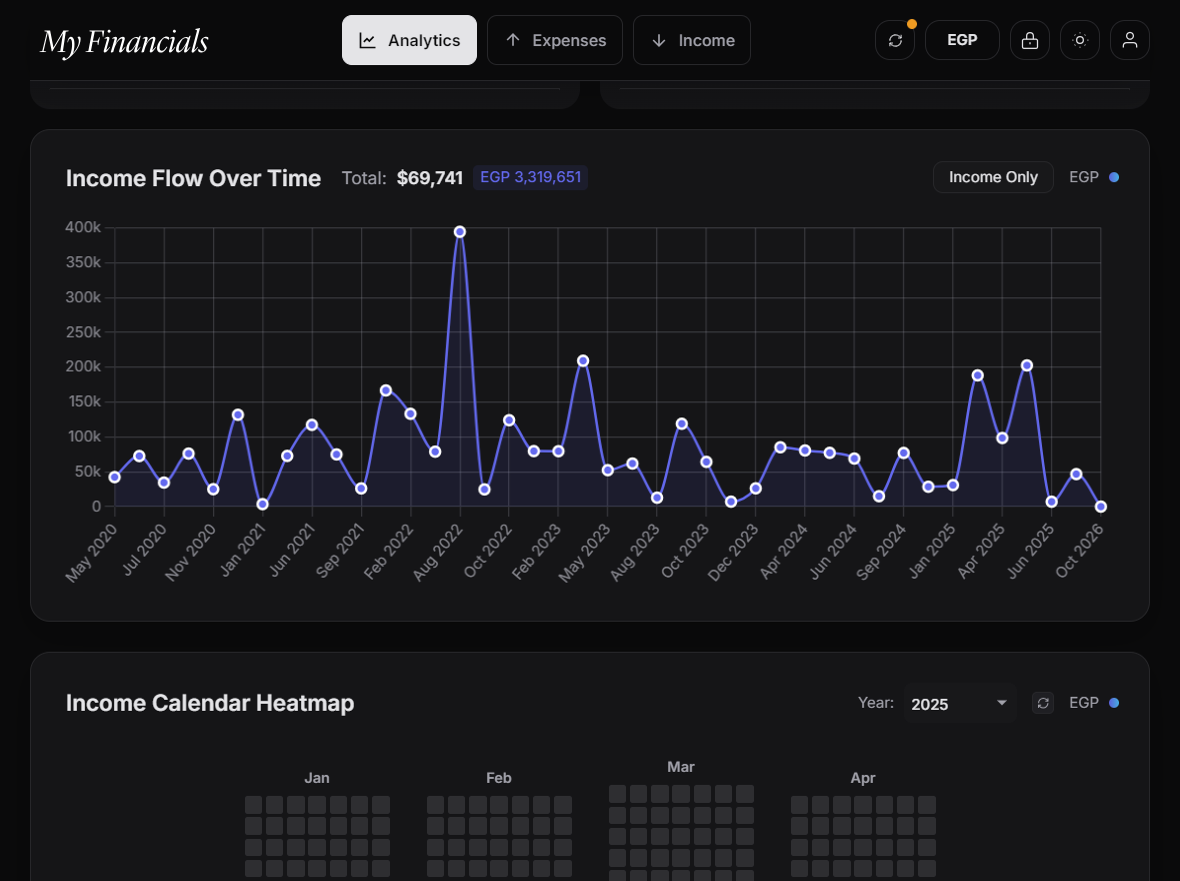 My Financials
Analytics
Expenses
Income
EGP
Income Flow Over Time
Total: $69,741 EGP 3,319,651
Income Only
EGP
400k
350k
300k
250k
200k
150k
100k
50k
0
May 2020
Jul 2020
Nov 2020
Jan 2021
Jun 2021
Sep 2021
Feb 2022
Aug 2022
Oct 2022
Feb 2023
May 2023
Aug 2023
Oct 2023
Dec 2023
Apr 2024
Jun 2024
Sep 2024
Jan 2025
Apr 2025
Jun 2025
Oct 2026
Income Calendar Heatmap
Year: 2025
EGP
Jan
Feb
Mar
Apr